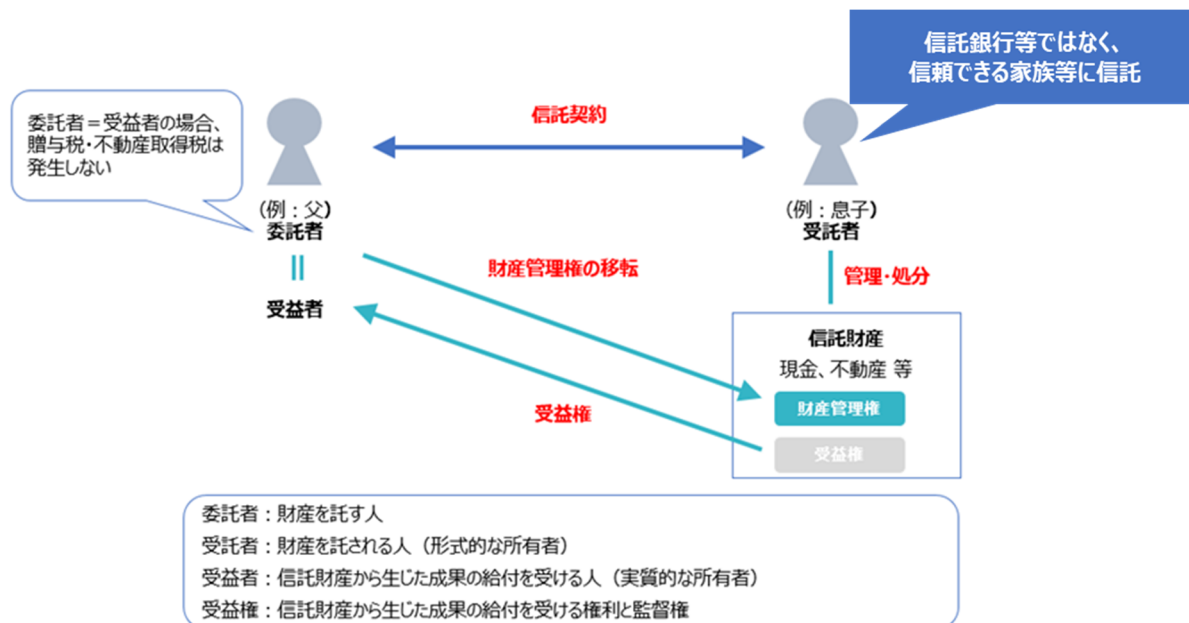 信託銀行等ではなく、
信頼できる家族等に信託
委託者＝受益者の場合、
贈与税・不動産取得税は
発生しない
信託契約
（例：父）
委託者
（例：息子）
受託者
||
受益者
財産管理権の移転
管理・処分
受益権
信託財産
現金、不動産 等
財産管理権
受益権
委託者：財産を託す人
受託者：財産を託される人（形式的な所有者）
受益者：信託財産から生じた成果の給付を受ける人（実質的な所有者）
受益権：信託財産から生じた成果の給付を受ける権利と監督権